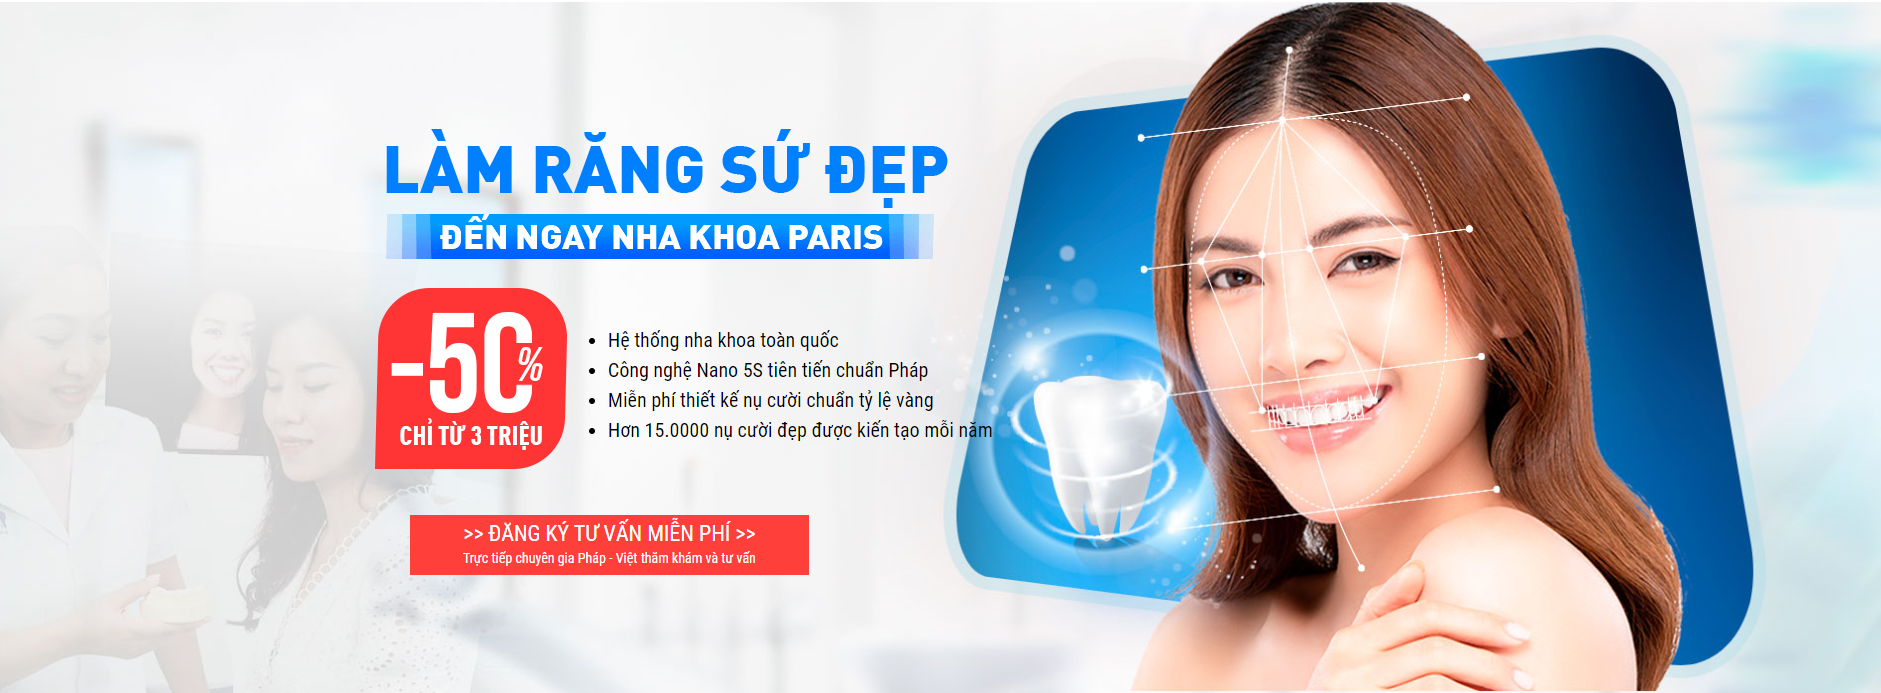 LÀM RĂNG SỨ ĐẸP
ĐẾN NGAY NHA KHOA PARIS
-50%
CHỈ TỪ 3 TRIỆU
• Hệ thống nha khoa toàn quốc
• Công nghệ Nano 5S tiên tiến chuẩn Pháp
• Miễn phí thiết kế nụ cười chuẩn tỷ lệ vàng
• Hơn 15.0000 nụ cười đẹp được kiến tạo mỗi năm
>> ĐĂNG KÝ TƯ VẤN MIỄN PHÍ >>
Trực tiếp chuyên gia Pháp - Việt thăm khám và tư vấn